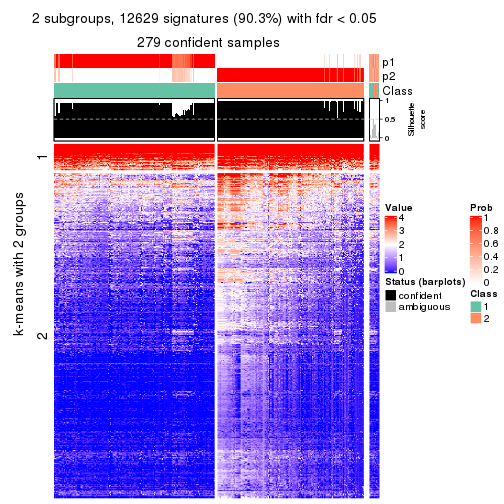 2 subgroups, 12629 signatures (90.3%) with fdr < 0.05
279 confident samples
p1
p2
Class
1
0.5
0
Silhouette
score
k-means with 2 groups
1
2
Value
4
3
2
1
0
Status (barplots)
confident
ambiguous
Prob
1
0.8
0.6
0.4
0.2
0
Class
1
2